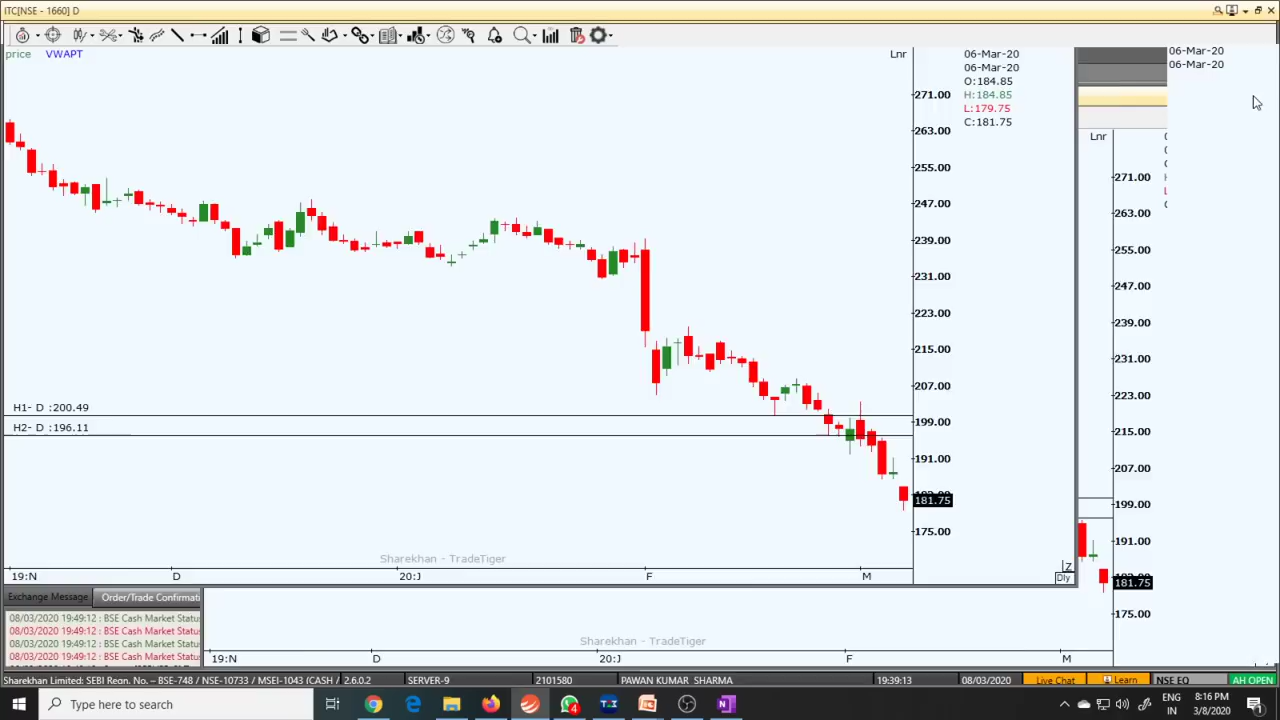 ITC[NSE - 1660] D
price VWAPT
Lnr
06-Mar-20
06-Mar-20
O:184.85
H:184.85
L:179.75
C:181.75
271.00
263.00
255.00
247.00
239.00
231.00
223.00
215.00
207.00
199.00
191.00
181.75
175.00
H1- D :200.49
H2- D :196.11
Sharekhan - TradeTiger
19:N D 20:J F M
Z
Dly
06-Mar-20
06-Mar-20
Lnr
271.00
263.00
255.00
247.00
239.00
231.00
223.00
215.00
207.00
199.00
191.00
181.75
175.00
Exchange Message Order/Trade Confirmat
08/03/2020 19:49:12 : BSE Cash Market Status
08/03/2020 19:49:12 : BSE Cash Market Status
08/03/2020 19:49:12 : BSE Cash Market Status
08/03/2020 19:49:12 : BSE Cash Market Status
Sharekhan - TradeTiger
19:N D 20:J F M
Sharekhan Limited: SEBI Regn. No. – BSE-748 / NSE-10733 / MSEI-1043 (CASH / 2.6.0.2 SERVER-9 2101580 PAWAN KUMAR SHARMA 19:39:13 08/03/2020 Live Chat Learn NSE EQ AH OPEN
Type here to search
4
ENG
IN
8:16 PM
3/8/2020
1